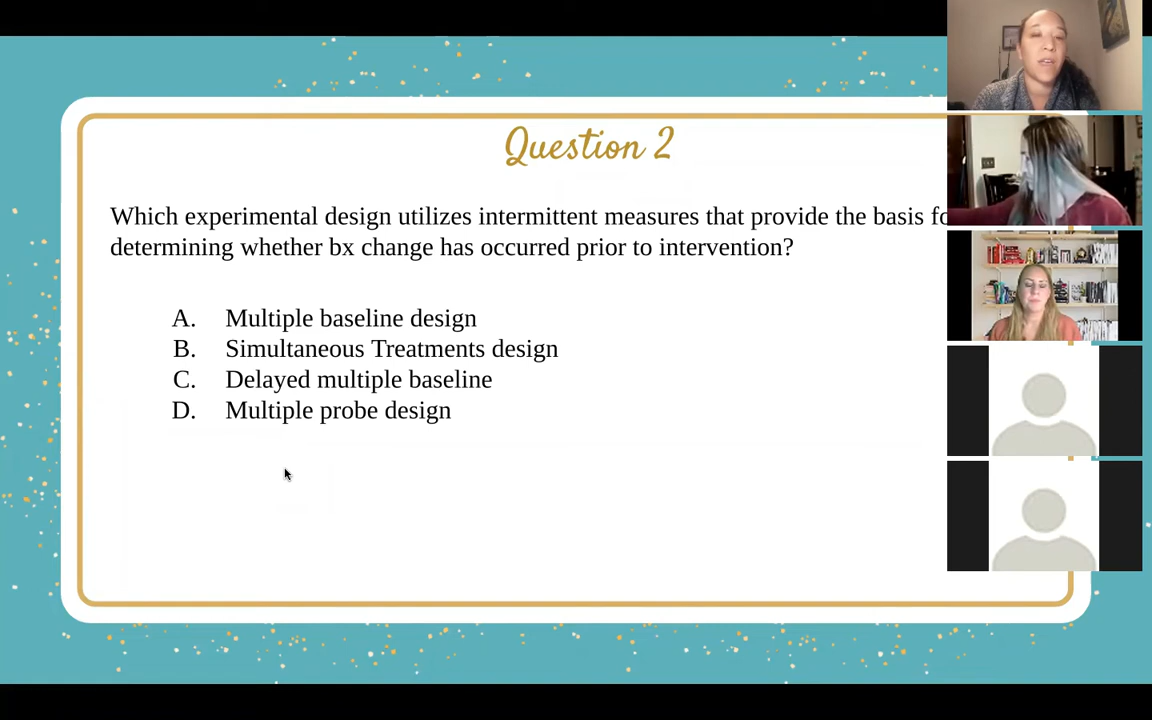 Question 2
Which experimental design utilizes intermittent measures that provide the basis
determining whether bx change has occurred prior to intervention?
A. Multiple baseline design
B. Simultaneous Treatments design
C. Delayed multiple baseline
D. Multiple probe design